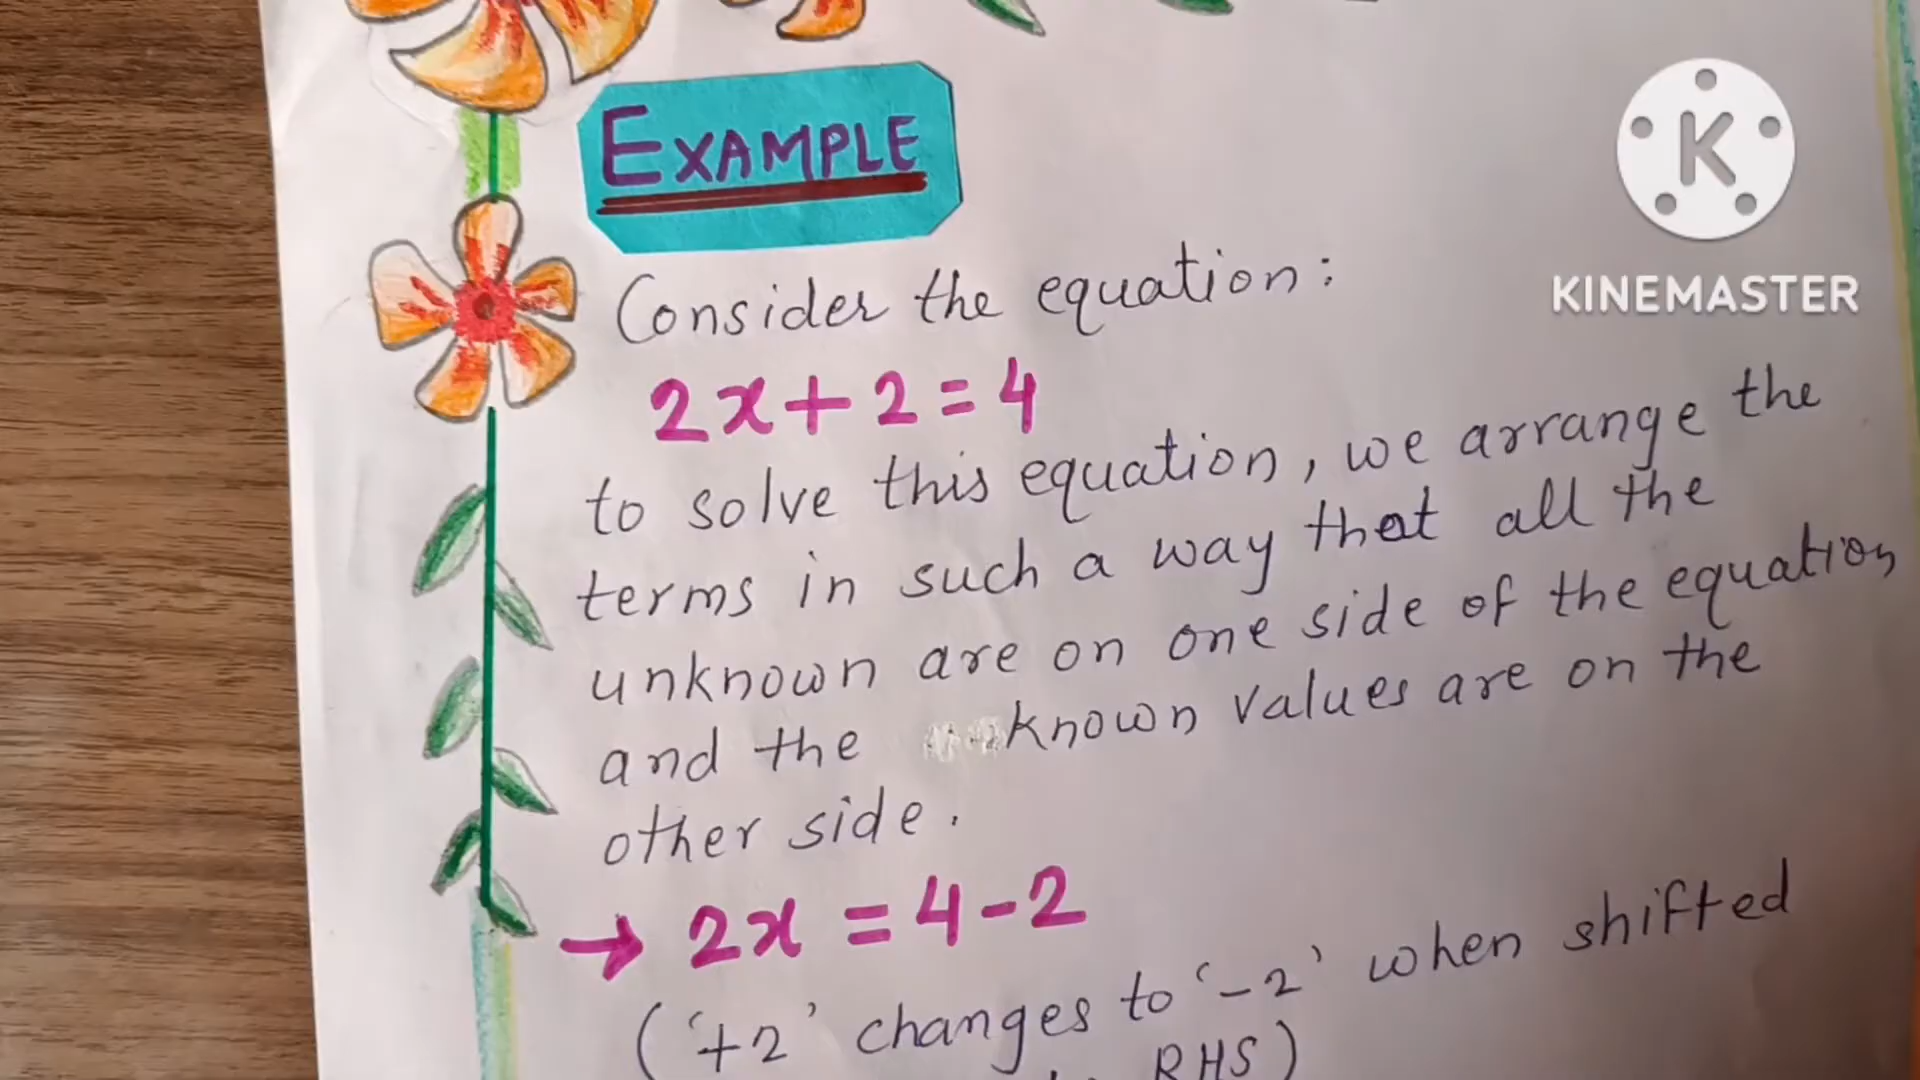 EXAMPLE
K
KINEMASTER
Consider the equation:
2x+2=4
to solve this equation, we arrange the
terms in such a way that all the
unknown are on one side of the equation
and the known values are on the
other side.
→ 2x = 4-2
('+2' changes to '-2' when shifted
RHS)